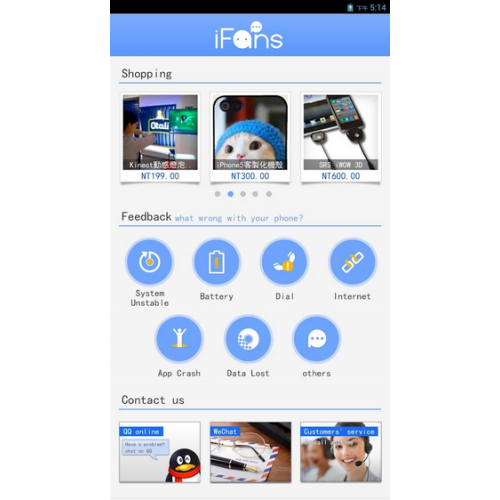 下午 5:14
iFans
Shopping
Otali
Kinect動感燈泡..
iPhone5客製化機殼
SRS iWOW 3D
NT199.00
NT300.00
NT600.00
Feedback what wrong with your phone?
System
Unstable
Battery
Dial
Internet
App Crash
Data Lost
others
Contact us
QQ online
WeChat
Customers' service
Have a problem?
chat on QQ